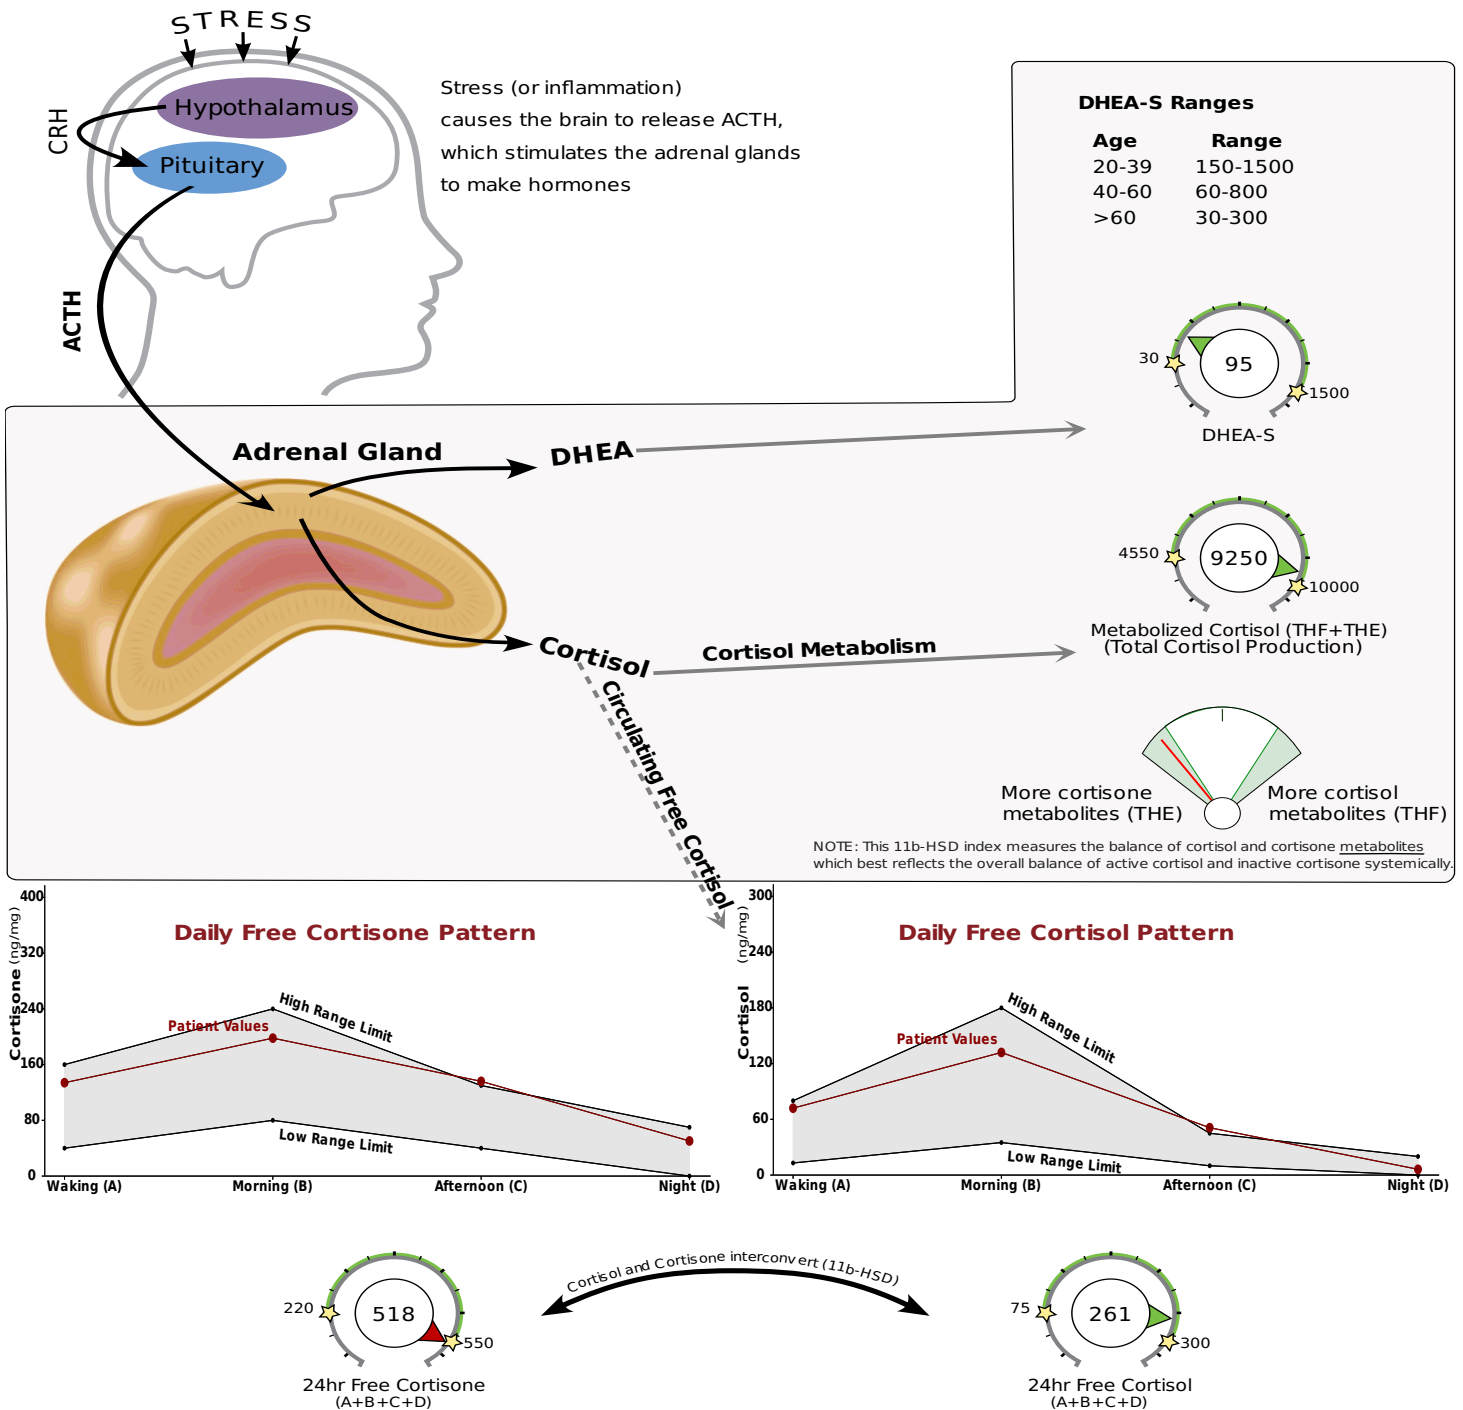 STRESS
Hypothalamus
CRH
Pituitary
ACTH
Stress (or inflammation)
causes the brain to release ACTH,
which stimulates the adrenal glands
to make hormones
DHEA-S Ranges
Age Range
20-39 150-1500
40-60 60-800
>60 30-300
30
95
1500
DHEA-S
Adrenal Gland
DHEA
4550
9250
10000
Metabolized Cortisol (THF+THE)
(Total Cortisol Production)
Cortisol
Cortisol Metabolism
Circulating Free Cortisol
More cortisone
metabolites (THE)
More cortisol
metabolites (THF)
NOTE: This 11b-HSD index measures the balance of cortisol and cortisone metabolites
which best reflects the overall balance of active cortisol and inactive cortisone systemically.
Daily Free Cortisone Pattern
Cortisone (ng/mg)
400
320
240
160
80
0
High Range Limit
Patient Values
Low Range Limit
Waking (A)
Morning (B)
Afternoon (C)
Night (D)
Daily Free Cortisol Pattern
Cortisol (ng/mg)
300
240
180
120
60
0
High Range Limit
Patient Values
Low Range Limit
Waking (A)
Morning (B)
Afternoon (C)
Night (D)
220
518
550
24hr Free Cortisone
(A+B+C+D)
Cortisol and Cortisone interconvert (11b-HSD)
75
261
300
24hr Free Cortisol
(A+B+C+D)